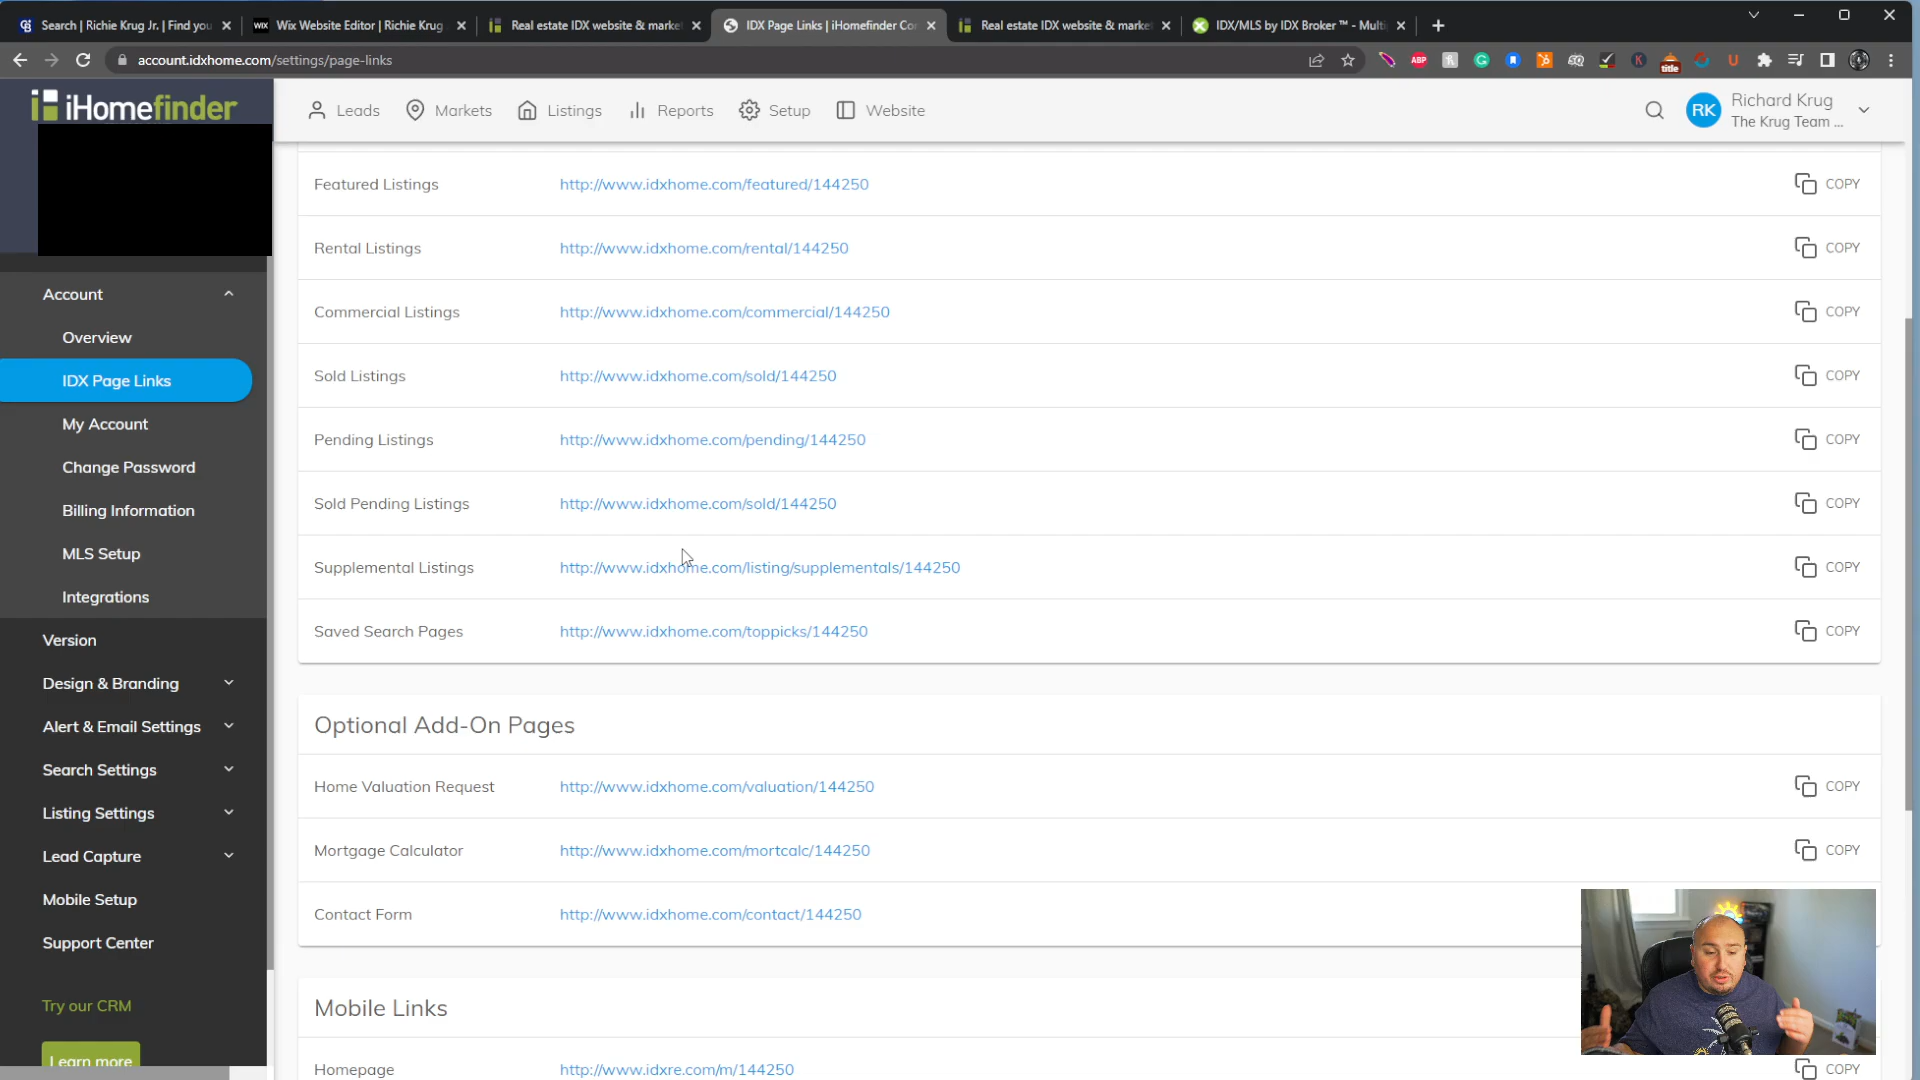 Search | Richie Krug Jr. | Find you
WIX Wix Website Editor | Richie Krug
Real estate IDX website & marke
IDX Page Links | iHomefinder Co
Real estate IDX website & marke
IDX/MLS by IDX Broker ™ - Multi
account.idxhome.com/settings/page-links
iHomefinder
Leads
Markets
Listings
Reports
Setup
Website
RK
Richard Krug
The Krug Team ...
Account
Overview
IDX Page Links
My Account
Change Password
Billing Information
MLS Setup
Integrations
Version
Design & Branding
Alert & Email Settings
Search Settings
Listing Settings
Lead Capture
Mobile Setup
Support Center
Try our CRM
Learn more
Featured Listings http://www.idxhome.com/featured/144250 COPY
Rental Listings http://www.idxhome.com/rental/144250 COPY
Commercial Listings http://www.idxhome.com/commercial/144250 COPY
Sold Listings http://www.idxhome.com/sold/144250 COPY
Pending Listings http://www.idxhome.com/pending/144250 COPY
Sold Pending Listings http://www.idxhome.com/sold/144250 COPY
Supplemental Listings http://www.idxhome.com/listing/supplementals/144250 COPY
Saved Search Pages http://www.idxhome.com/toppicks/144250 COPY
Optional Add-On Pages
Home Valuation Request http://www.idxhome.com/valuation/144250 COPY
Mortgage Calculator http://www.idxhome.com/mortcalc/144250 COPY
Contact Form http://www.idxhome.com/contact/144250
Mobile Links
Homepage http://www.idxre.com/m/144250 COPY